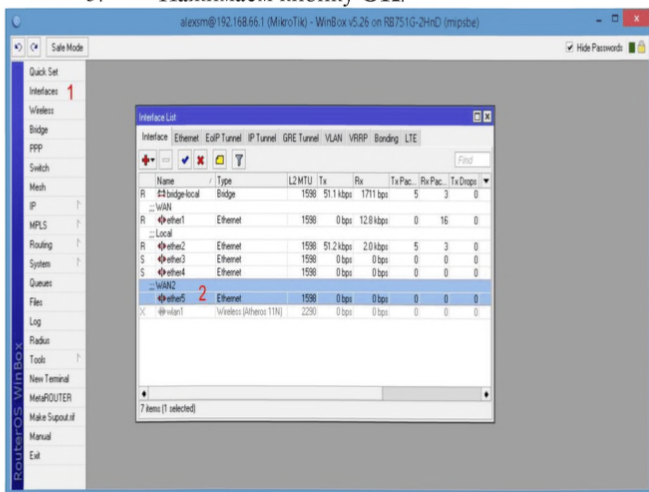 5. Нажимаем кнопку OK.
alexsm@192.168.66.1 (MikroTik) - WinBox v5.26 on RB751G-2HnD (mipsbe)
Safe Mode
Hide Passwords
Quick Set
Interfaces 1
Wireless
Bridge
PPP
Switch
Mesh
IP
MPLS
Routing
System
Queues
Files
Log
Radius
Tools
New Terminal
MetaROUTER
Make Supout.rif
Manual
Exit
RouterOS WinBox
Interface List
Interface Ethernet EoIP Tunnel IP Tunnel GRE Tunnel VLAN VRRP Bonding LTE
Find
Name / Type L2 MTU Tx Rx Tx Pac... Rx Pac... Tx Drops
R bridge-local Bridge 1598 51.1 kbps 1711 bps 5 3 0
::: WAN
R ether1 Ethernet 1598 0 bps 12.8 kbps 0 16 0
::: Local
R ether2 Ethernet 1598 51.2 kbps 2.0 kbps 5 3 0
S ether3 Ethernet 1598 0 bps 0 bps 0 0 0
S ether4 Ethernet 1598 0 bps 0 bps 0 0 0
::: WAN2
ether5 2 Ethernet 1598 0 bps 0 bps 0 0 0
X wlan1 Wireless (Atheros 11N) 2290 0 bps 0 bps 0 0 0
7 items (1 selected)